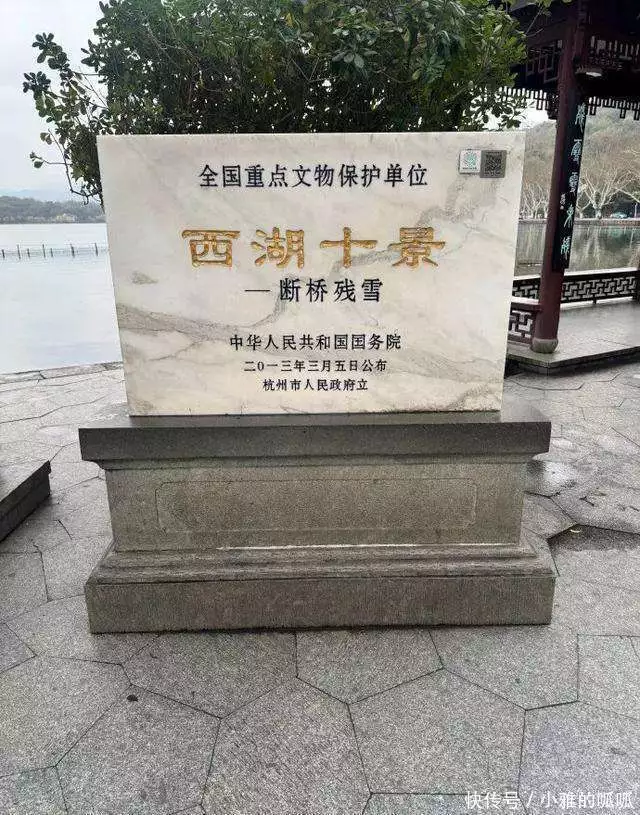 全国重点文物保护单位
西湖十景
—断桥残雪
中华人民共和国国务院
二〇一三年三月五日公布
杭州市人民政府立
快传号/小雅的呱呱